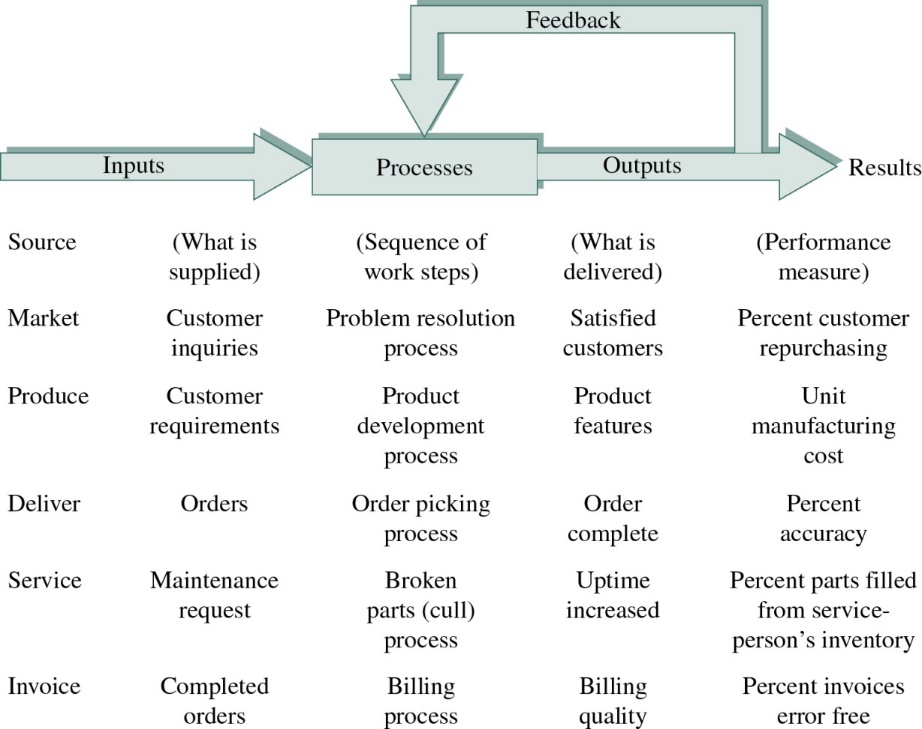 Feedback
Inputs
Processes
Outputs
Results
Source
(What is
supplied)
(Sequence of
work steps)
(What is
delivered)
(Performance
measure)
Market
Customer
inquiries
Problem resolution
process
Satisfied
customers
Percent customer
repurchasing
Produce
Customer
requirements
Product
development
process
Product
features
Unit
manufacturing
cost
Deliver
Orders
Order picking
process
Order
complete
Percent
accuracy
Service
Maintenance
request
Broken
parts (cull)
process
Uptime
increased
Percent parts filled
from service-
person’s inventory
Invoice
Completed
orders
Billing
process
Billing
quality
Percent invoices
error free